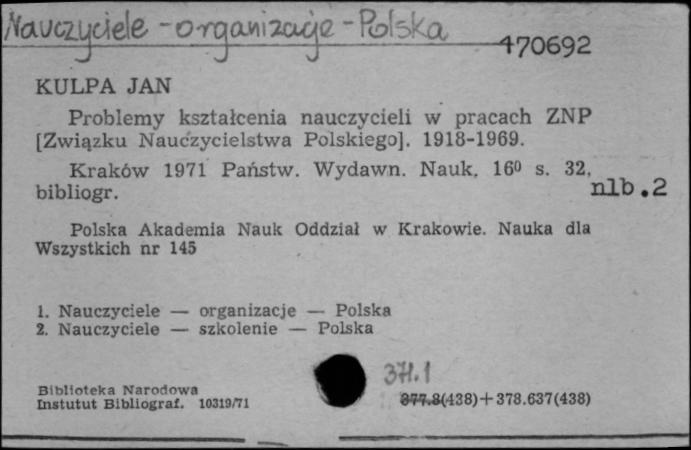 Nauczyciele - organizacje - Polska
470692
KULPA JAN
Problemy kształcenia nauczycieli w pracach ZNP
[Związku Nauczycielstwa Polskiego]. 1918-1969.
Kraków 1971 Państw. Wydawn. Nauk. 16⁰ s. 32,
bibliogr. nlb.2
Polska Akademia Nauk Oddział w Krakowie. Nauka dla
Wszystkich nr 145
1. Nauczyciele — organizacje — Polska
2. Nauczyciele — szkolenie — Polska
371.1
Biblioteka Narodowa
Instutut Bibliograf. 10319/71 377.8(438)+378.637(438)